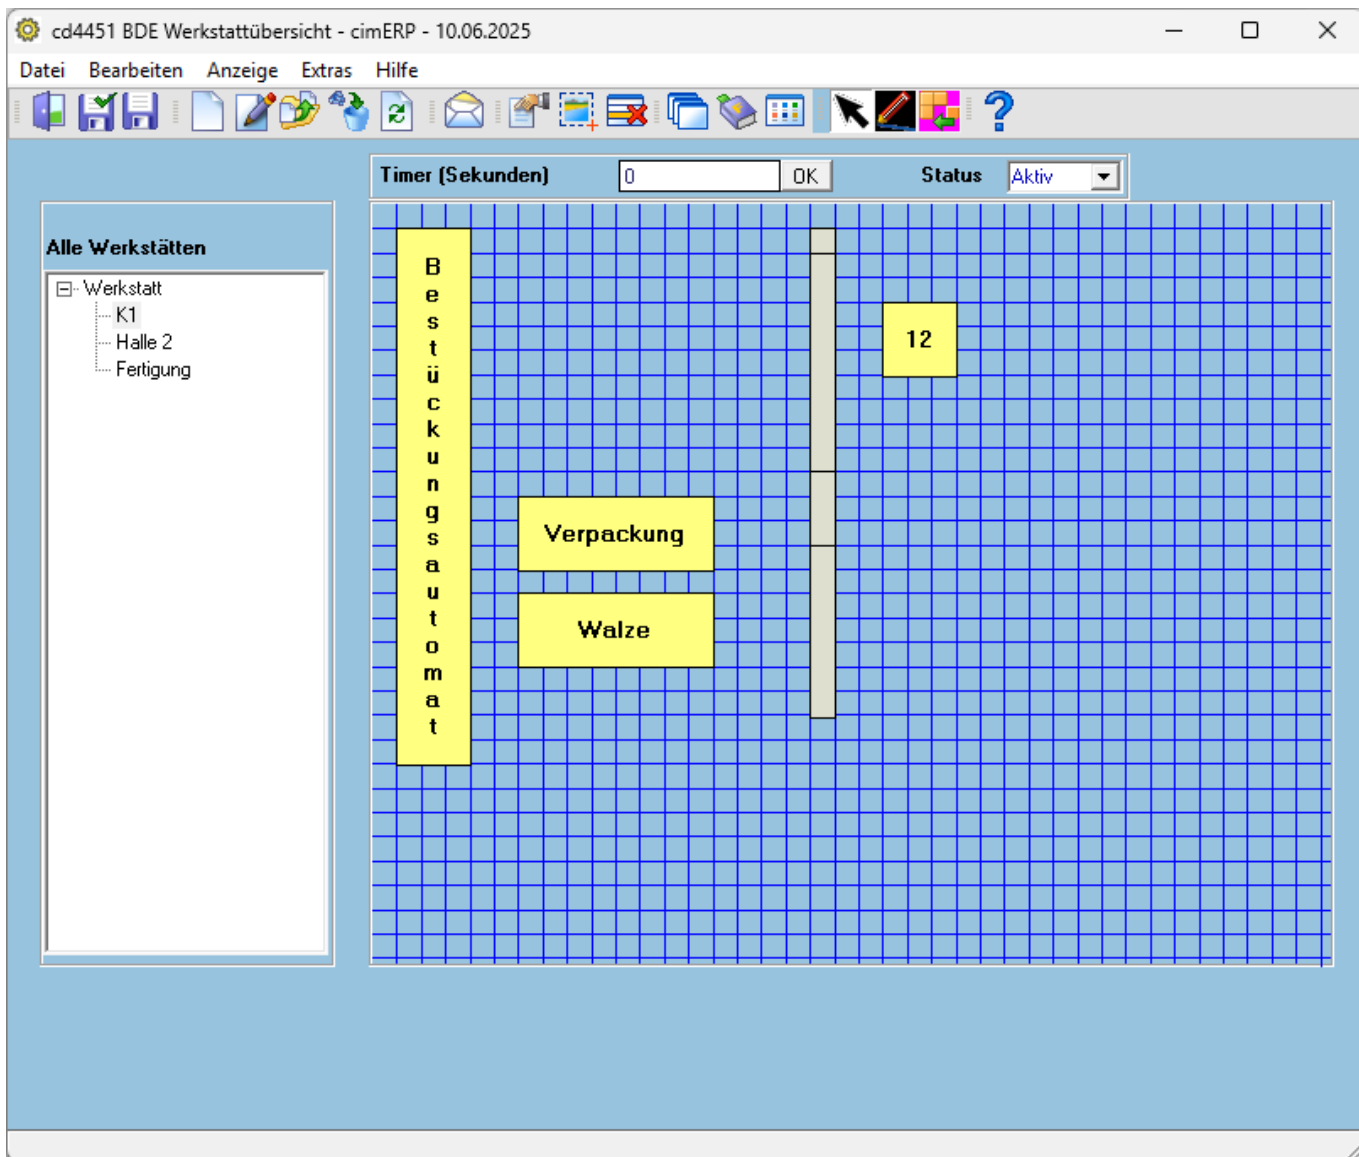 cd4451 BDE Werkstattübersicht - cimERP - 10.06.2025
Datei Bearbeiten Anzeige Extras Hilfe
Timer (Sekunden) 0 OK Status Aktiv
Alle Werkstätten
Werkstatt
K1
Halle 2
Fertigung
Bestückungsautomat
12
Verpackung
Walze